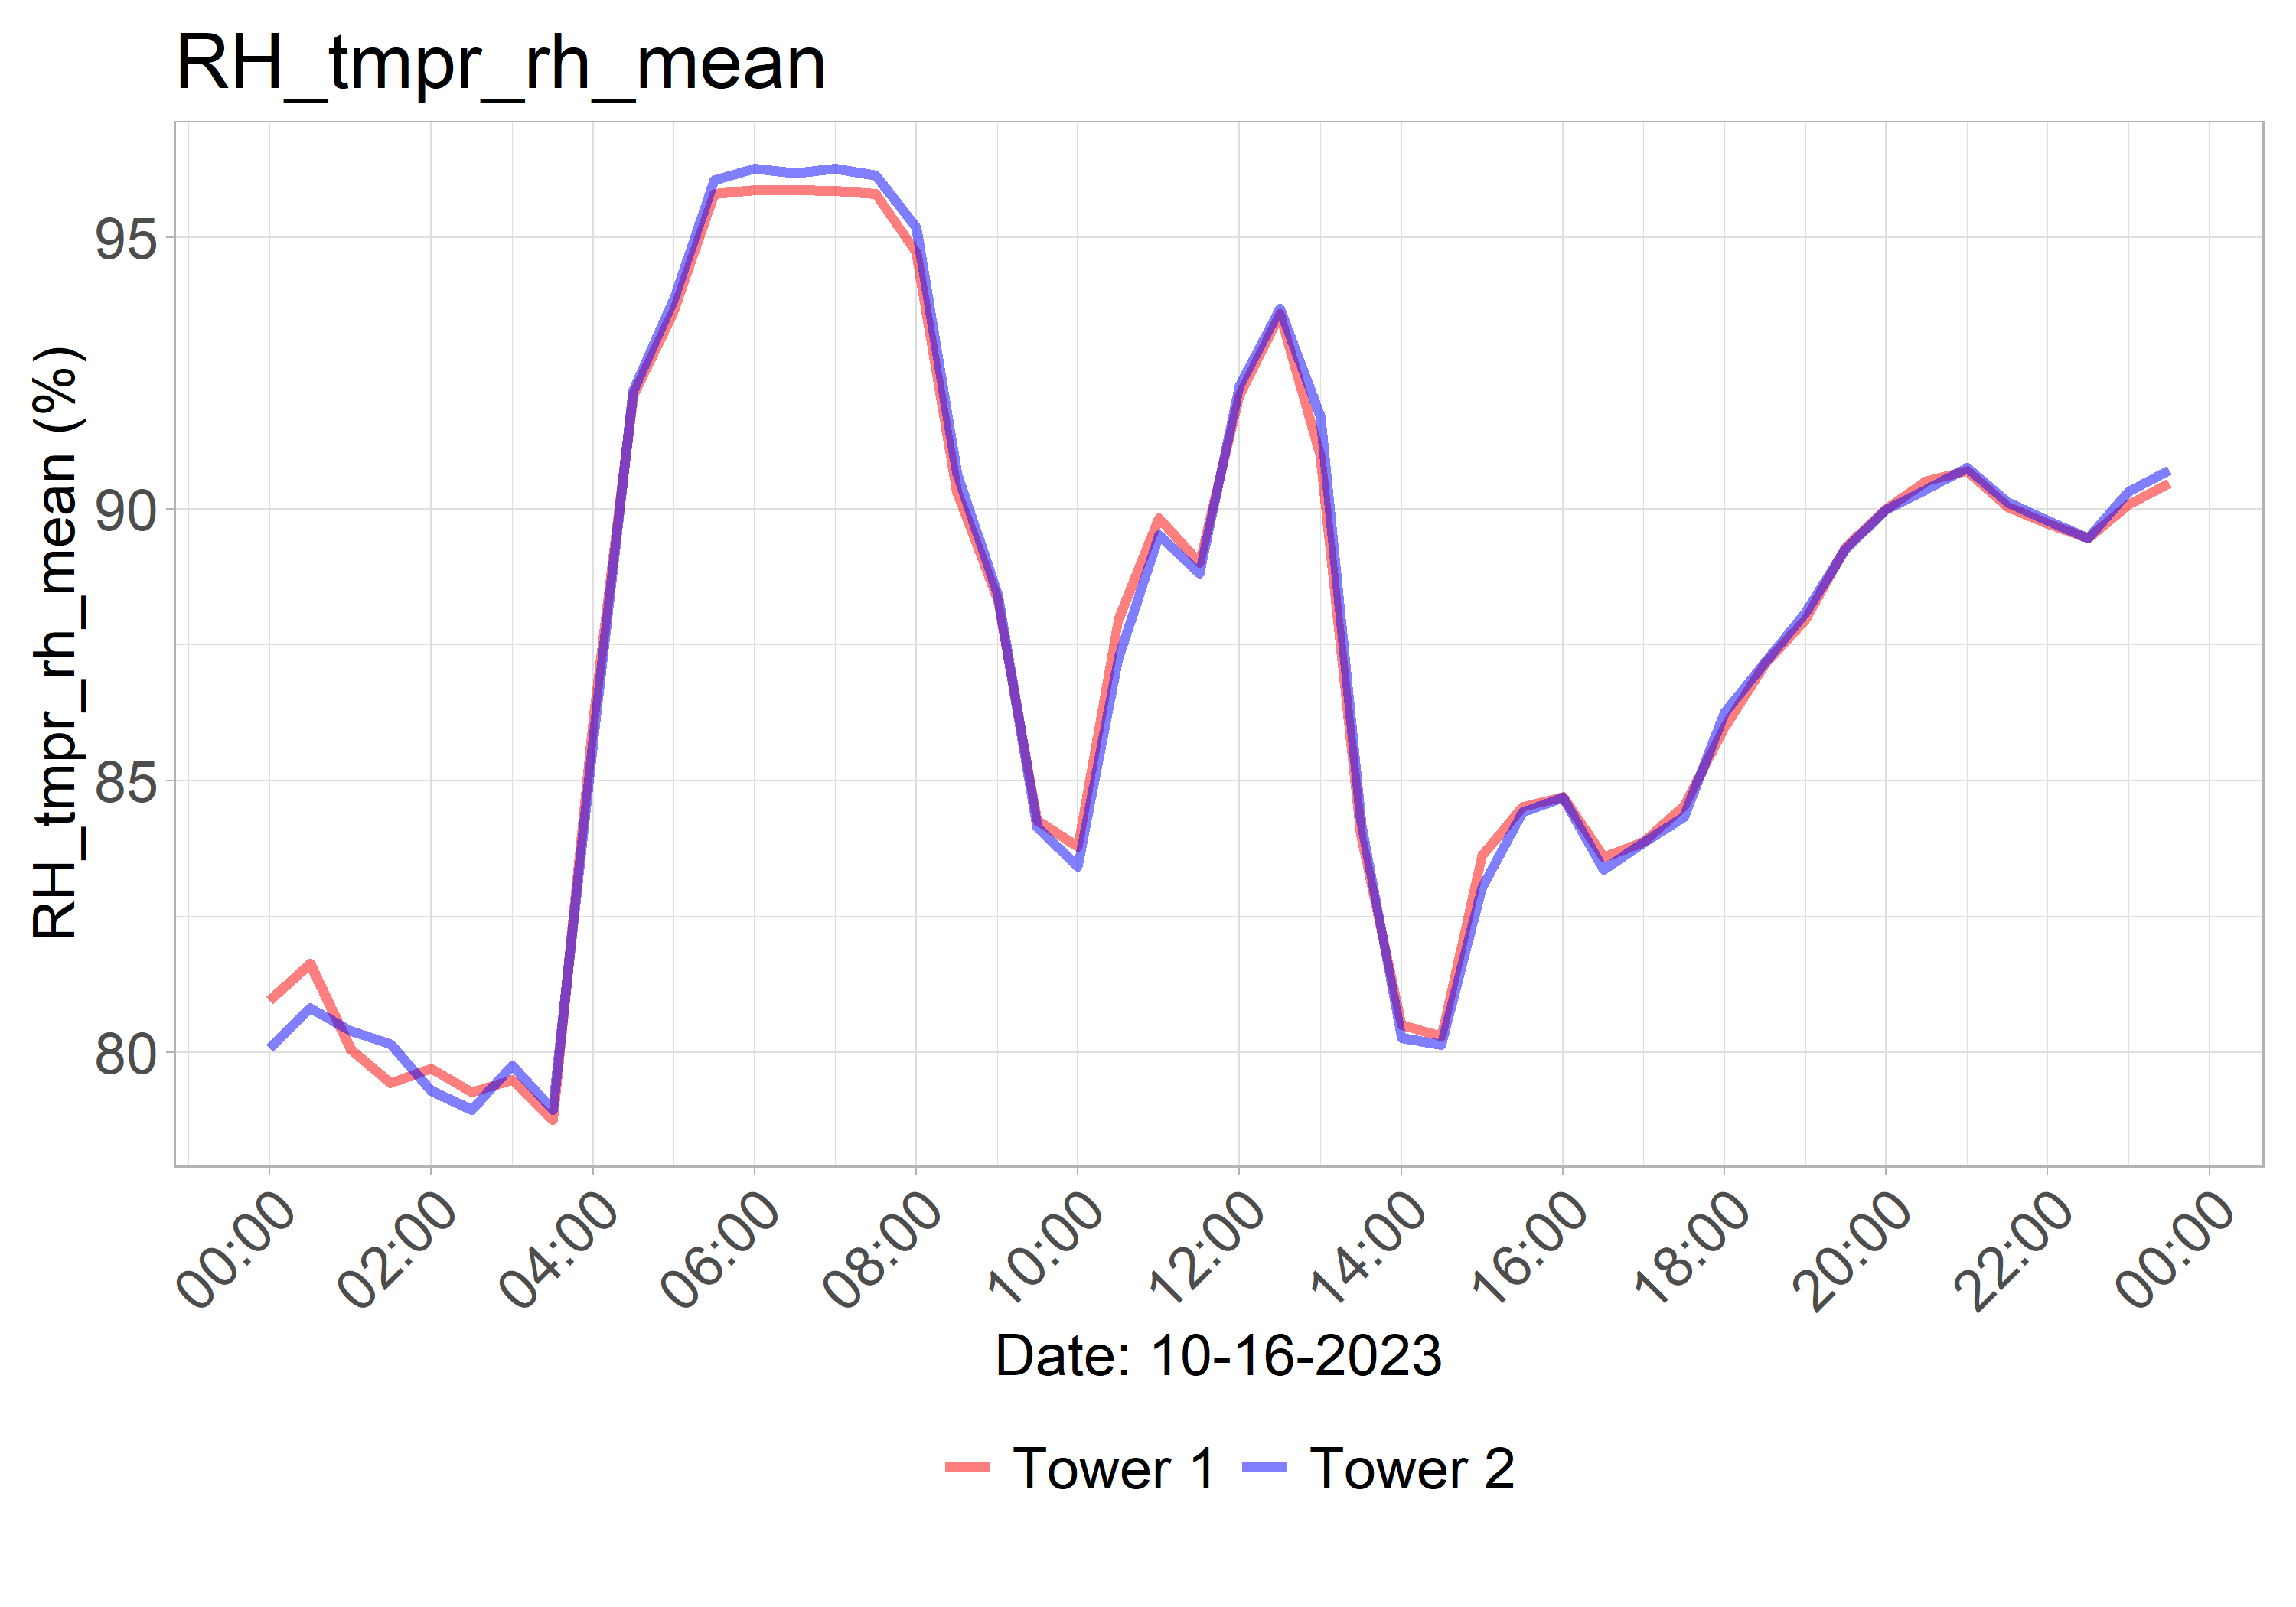 RH_tmpr_rh_mean
RH_tmpr_rh_mean (%)
95
90
85
80
00:00 02:00 04:00 06:00 08:00 10:00 12:00 14:00 16:00 18:00 20:00 22:00 00:00
Date: 10-16-2023
Tower 1 Tower 2